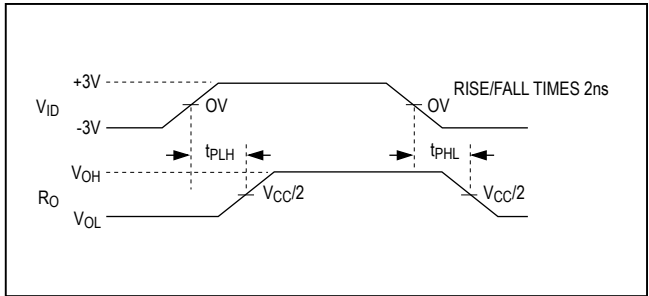 +3V
RISE/FALL TIMES 2ns
VID
OV
OV
-3V
tPLH
tPHL
VOH
RO
VCC/2
VCC/2
VOL